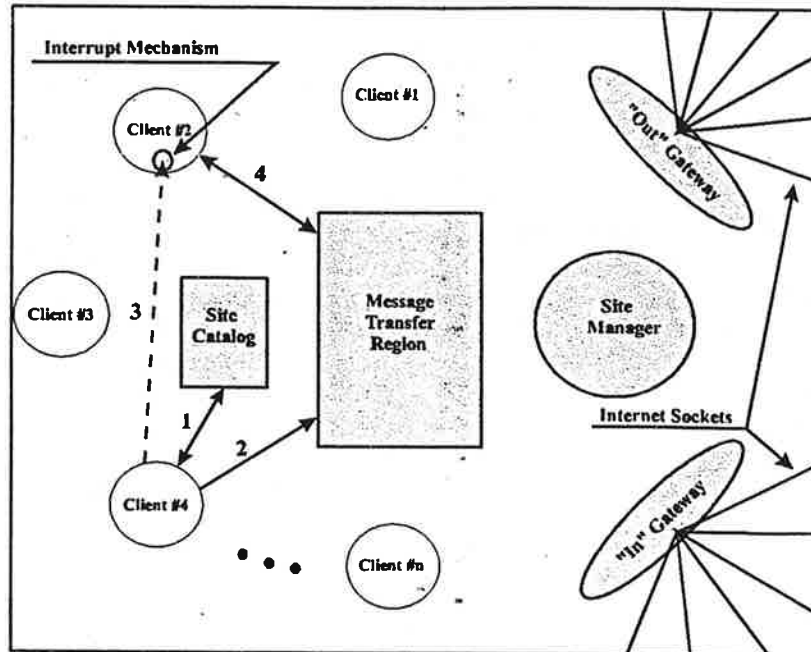 Interrupt Mechanism
Client #1
Client #2
"Out" Gateway
4
Client #3
3
Site
Catalog
Message
Transfer
Region
Site
Manager
Internet Sockets
1
2
Client #4
"In" Gateway
Client #n